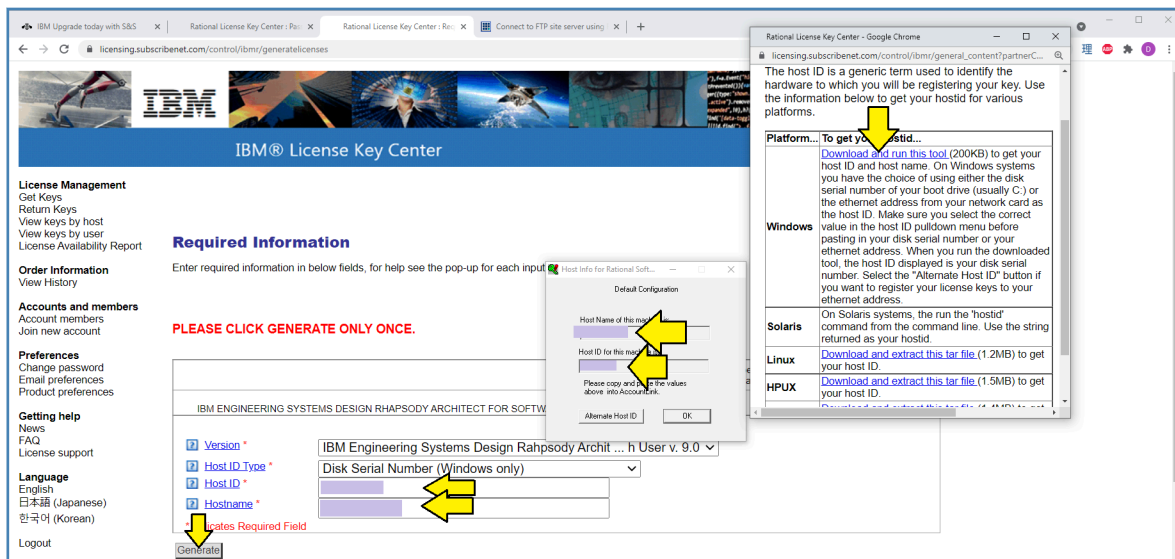 IBM Upgrade today with S&S
Rational License Key Center : Pass
Rational License Key Center : Rec
Connect to FTP site server using
licensing.subscribenet.com/control/ibmr/generatelicenses
理
D
IBM
IBM® License Key Center
License Management
Get Keys
Return Keys
View keys by host
View keys by user
License Availability Report
Order Information
View History
Accounts and members
Account members
Join new account
Preferences
Change password
Email preferences
Product preferences
Getting help
News
FAQ
License support
Language
English
日本語 (Japanese)
한국어 (Korean)
Logout
Required Information
Enter required information in below fields, for help see the pop-up for each input
PLEASE CLICK GENERATE ONLY ONCE.
IBM ENGINEERING SYSTEMS DESIGN RHAPSODY ARCHITECT FOR SOFTW
Version *
IBM Engineering Systems Design Rahpsody Archit ... h User v. 9.0
Host ID Type *
Disk Serial Number (Windows only)
Host ID *
Hostname *
Required Field
Generate
Host Info for Rational Soft...
Default Configuration
Host Name of this
Host ID for this
Please copy and the values
above into AccountLink.
Alternate Host ID
OK
Rational License Key Center - Google Chrome
licensing.subscribenet.com/control/ibmr/general_content?partnerC...
The host ID is a generic term used to identify the
hardware to which you will be registering your key. Use
the information below to get your hostid for various
platforms.
Platform...
To get
Windows
Download and run this tool (200KB) to get your
host ID and host name. On Windows systems
you have the choice of using either the disk
serial number of your boot drive (usually C:) or
the ethernet address from your network card as
the host ID. Make sure you select the correct
value in the host ID pulldown menu before
pasting in your disk serial number or your
ethernet address. When you run the downloaded
tool, the host ID displayed is your disk serial
number. Select the "Alternate Host ID" button if
you want to register your license keys to your
ethernet address.
Solaris
On Solaris systems, the run the 'hostid'
command from the command line. Use the string
returned as your hostid.
Linux
Download and extract this tar file (1.2MB) to get
your host ID.
HPUX
Download and extract this tar file (1.5MB) to get
your host ID.